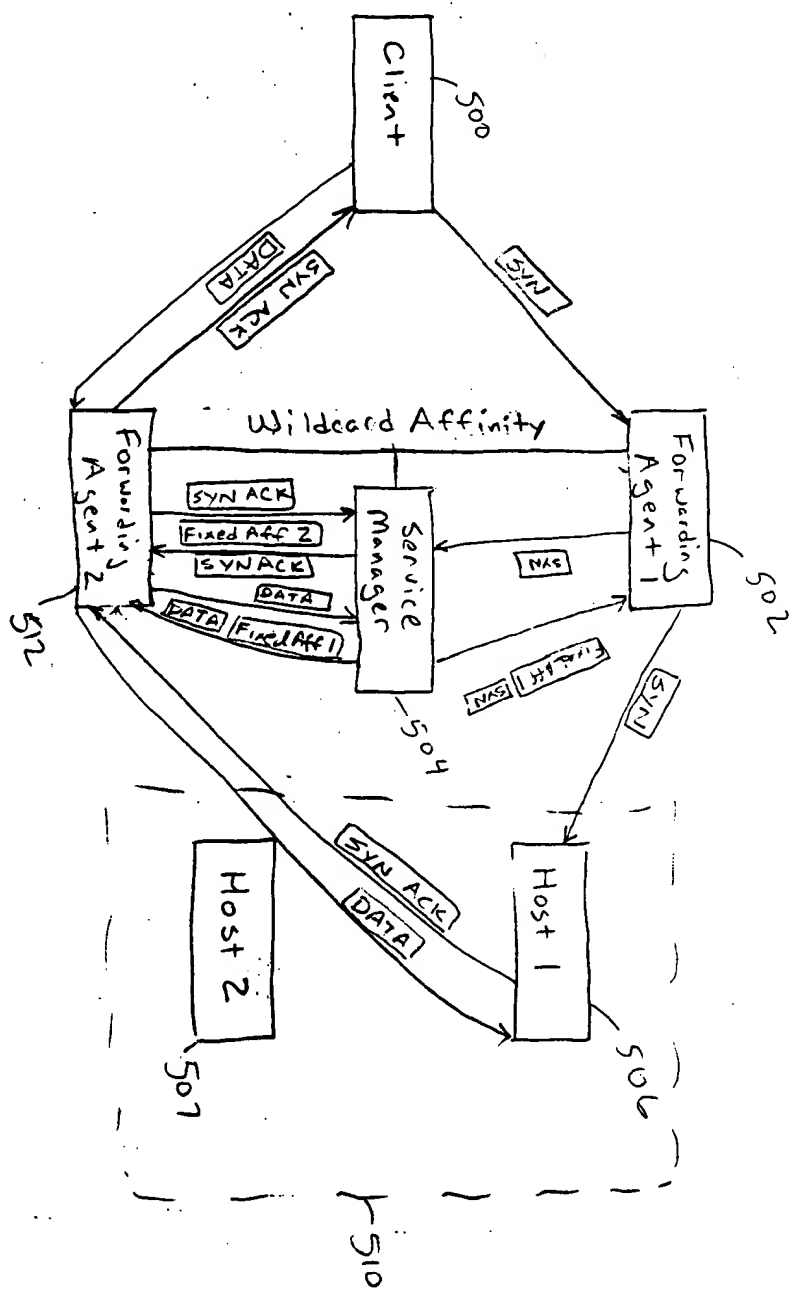 Client
500
SYN
DATA
SYN ACK
Wildcard Affinity
Forwarding
Agent 1
502
Forwarding
Agent 2
512
SYN ACK
Fixed Aff 2
SYN ACK
DATA
DATA
Fixed Aff 1
Service
Manager
504
SYN
Fixed Aff 1
SYN
SYN
SYN ACK
DATA
Host 1
506
Host 2
507
510